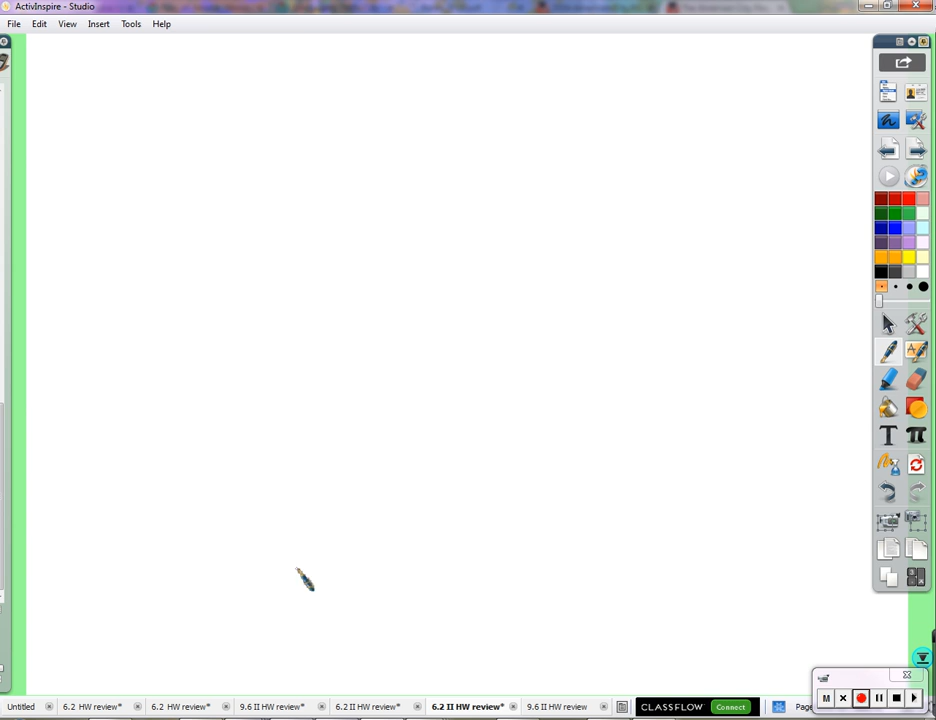 ActivInspire - Studio
File Edit View Insert Tools Help
Untitled 6.2 HW review* 6.2 HW review* 9.6 II HW review* 6.2 II HW review* 6.2 II HW review* 9.6 II HW review CLASSFLOW Connect Page
M